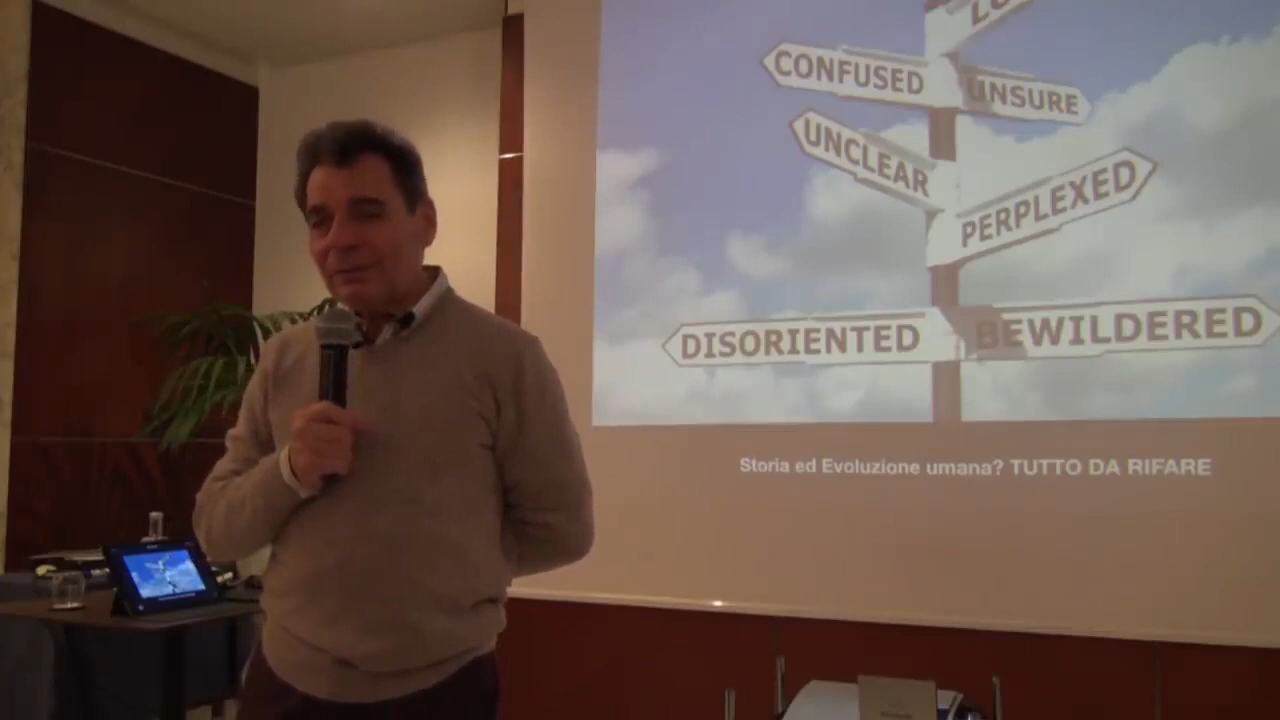 CONFUSED
UNSURE
UNCLEAR
PERPLEXED
DISORIENTED
BEWILDERED
Storia ed Evoluzione umana? TUTTO DA RIFARE